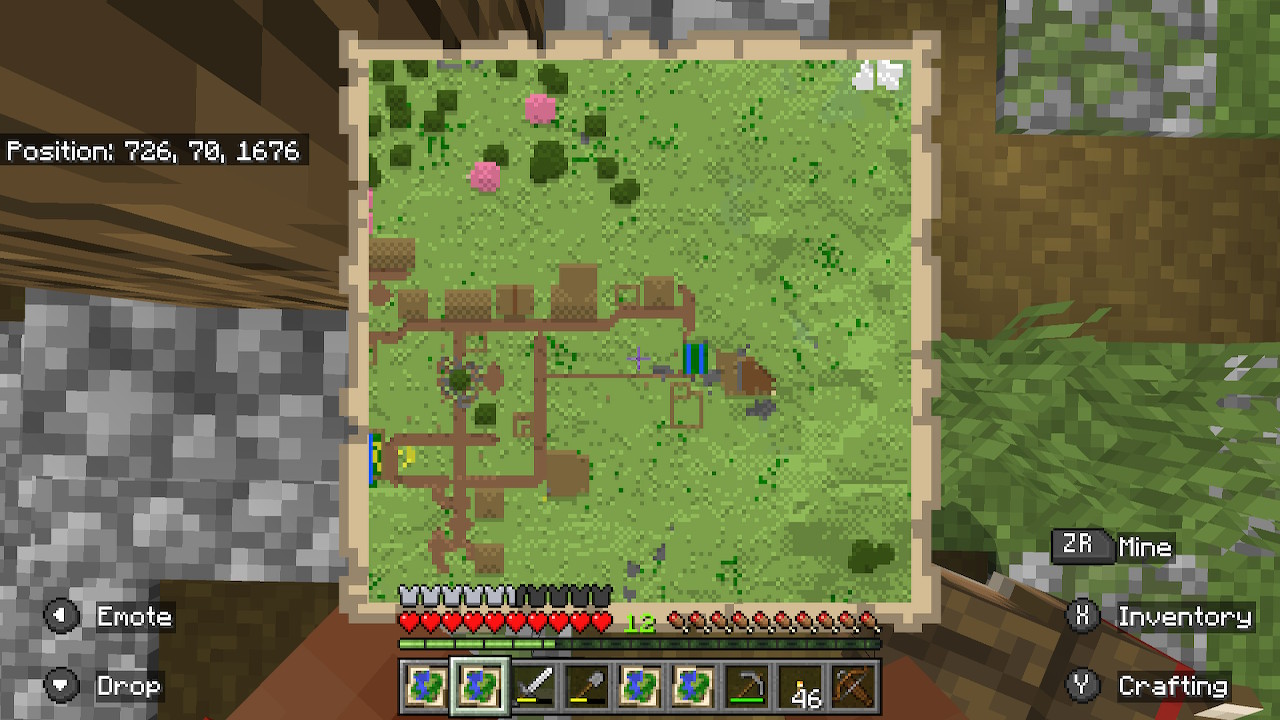 Position: 726, 70, 1676
ZR Mine
Emote
X Inventory
12
Drop
46
Y Crafting